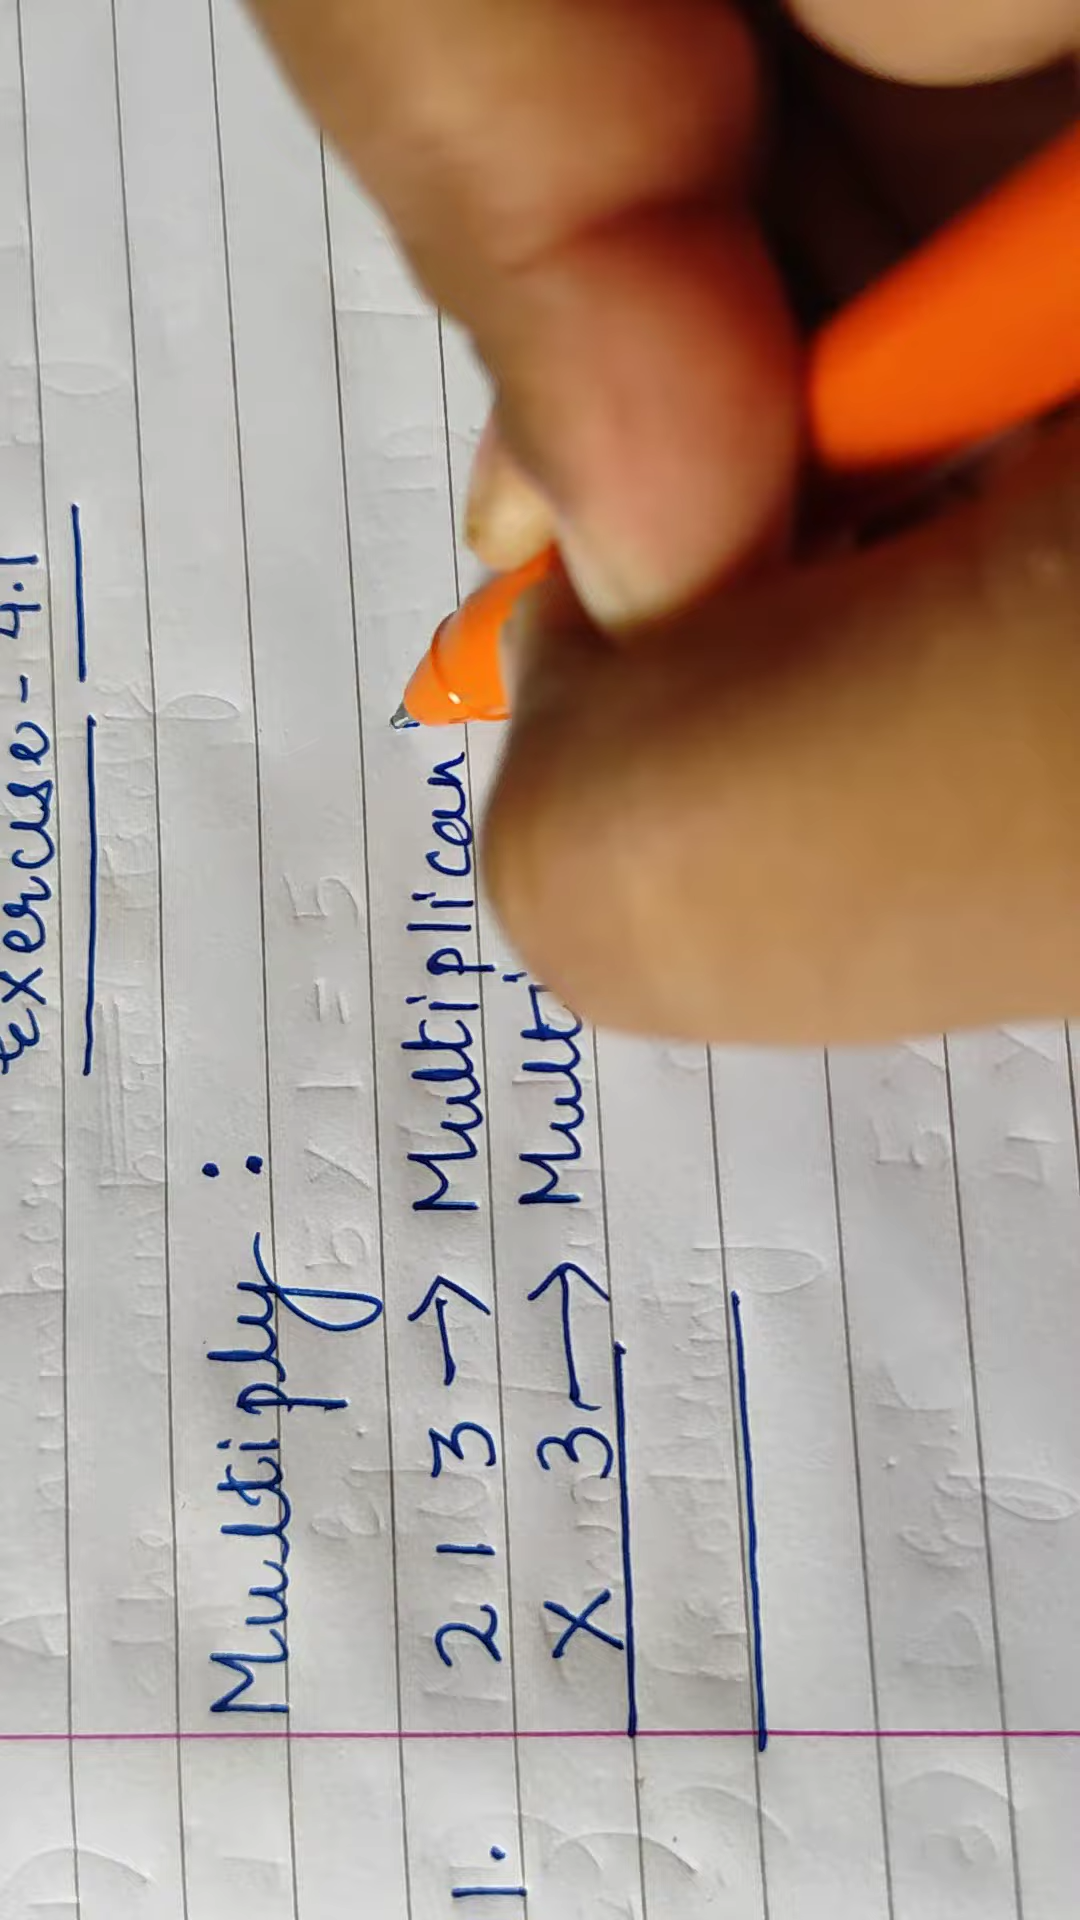 Exercise - 4.1
Multiply :
1. 213 → Multiplican
x 3 → Multi